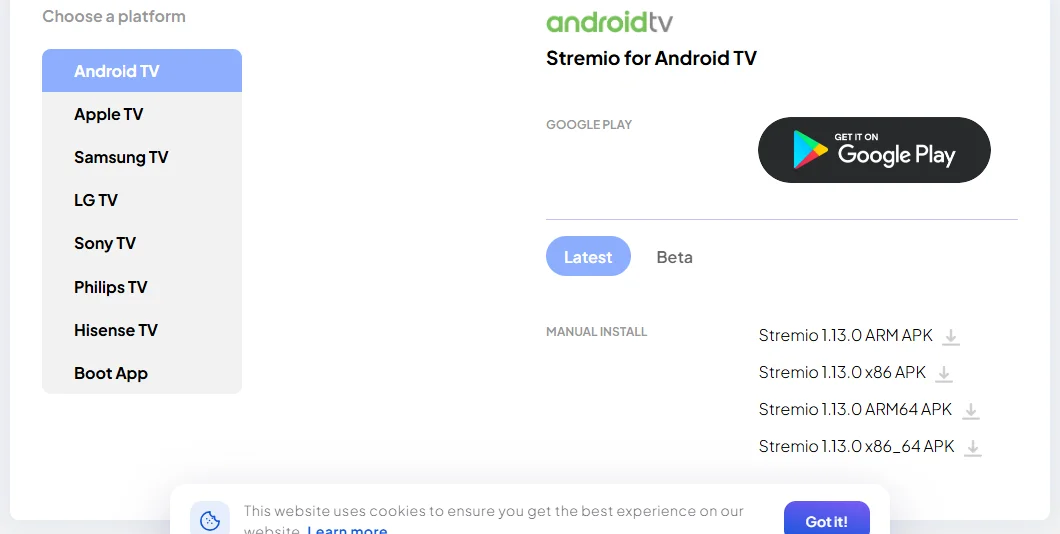 Choose a platform
Android TV
Apple TV
Samsung TV
LG TV
Sony TV
Philips TV
Hisense TV
Boot App
androidtv
Stremio for Android TV
GOOGLE PLAY
GET IT ON
Google Play
Latest
Beta
MANUAL INSTALL
Stremio 1.13.0 ARM APK
Stremio 1.13.0 x86 APK
Stremio 1.13.0 ARM64 APK
Stremio 1.13.0 x86_64 APK
This website uses cookies to ensure you get the best experience on our
website. Learn more
Got it!